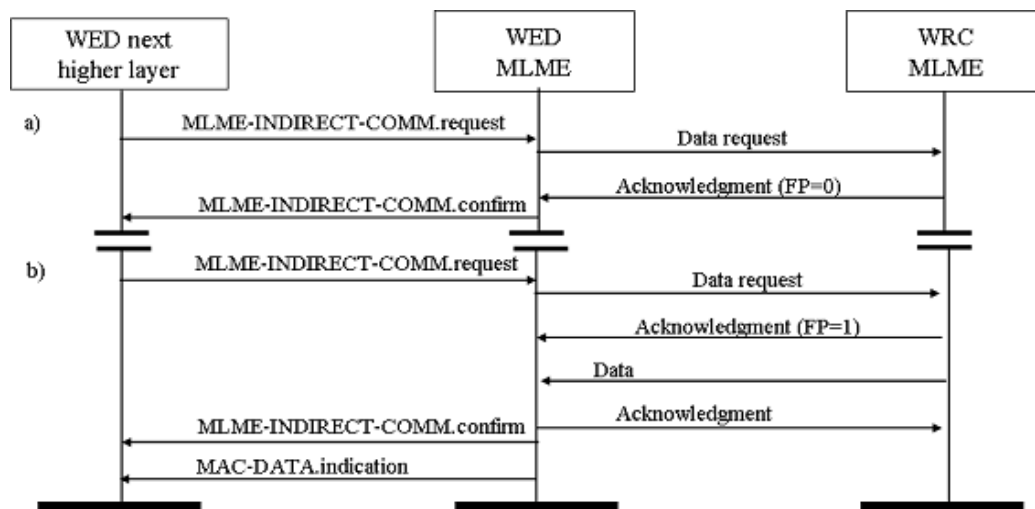 WED next
higher layer
WED
MLME
WRC
MLME
a)
MLME-INDIRECT-COMM.request
Data request
Acknowledgment (FP=0)
MLME-INDIRECT-COMM.confirm
b)
MLME-INDIRECT-COMM.request
Data request
Acknowledgment (FP=1)
Data
Acknowledgment
MLME-INDIRECT-COMM.confirm
MAC-DATA.indication